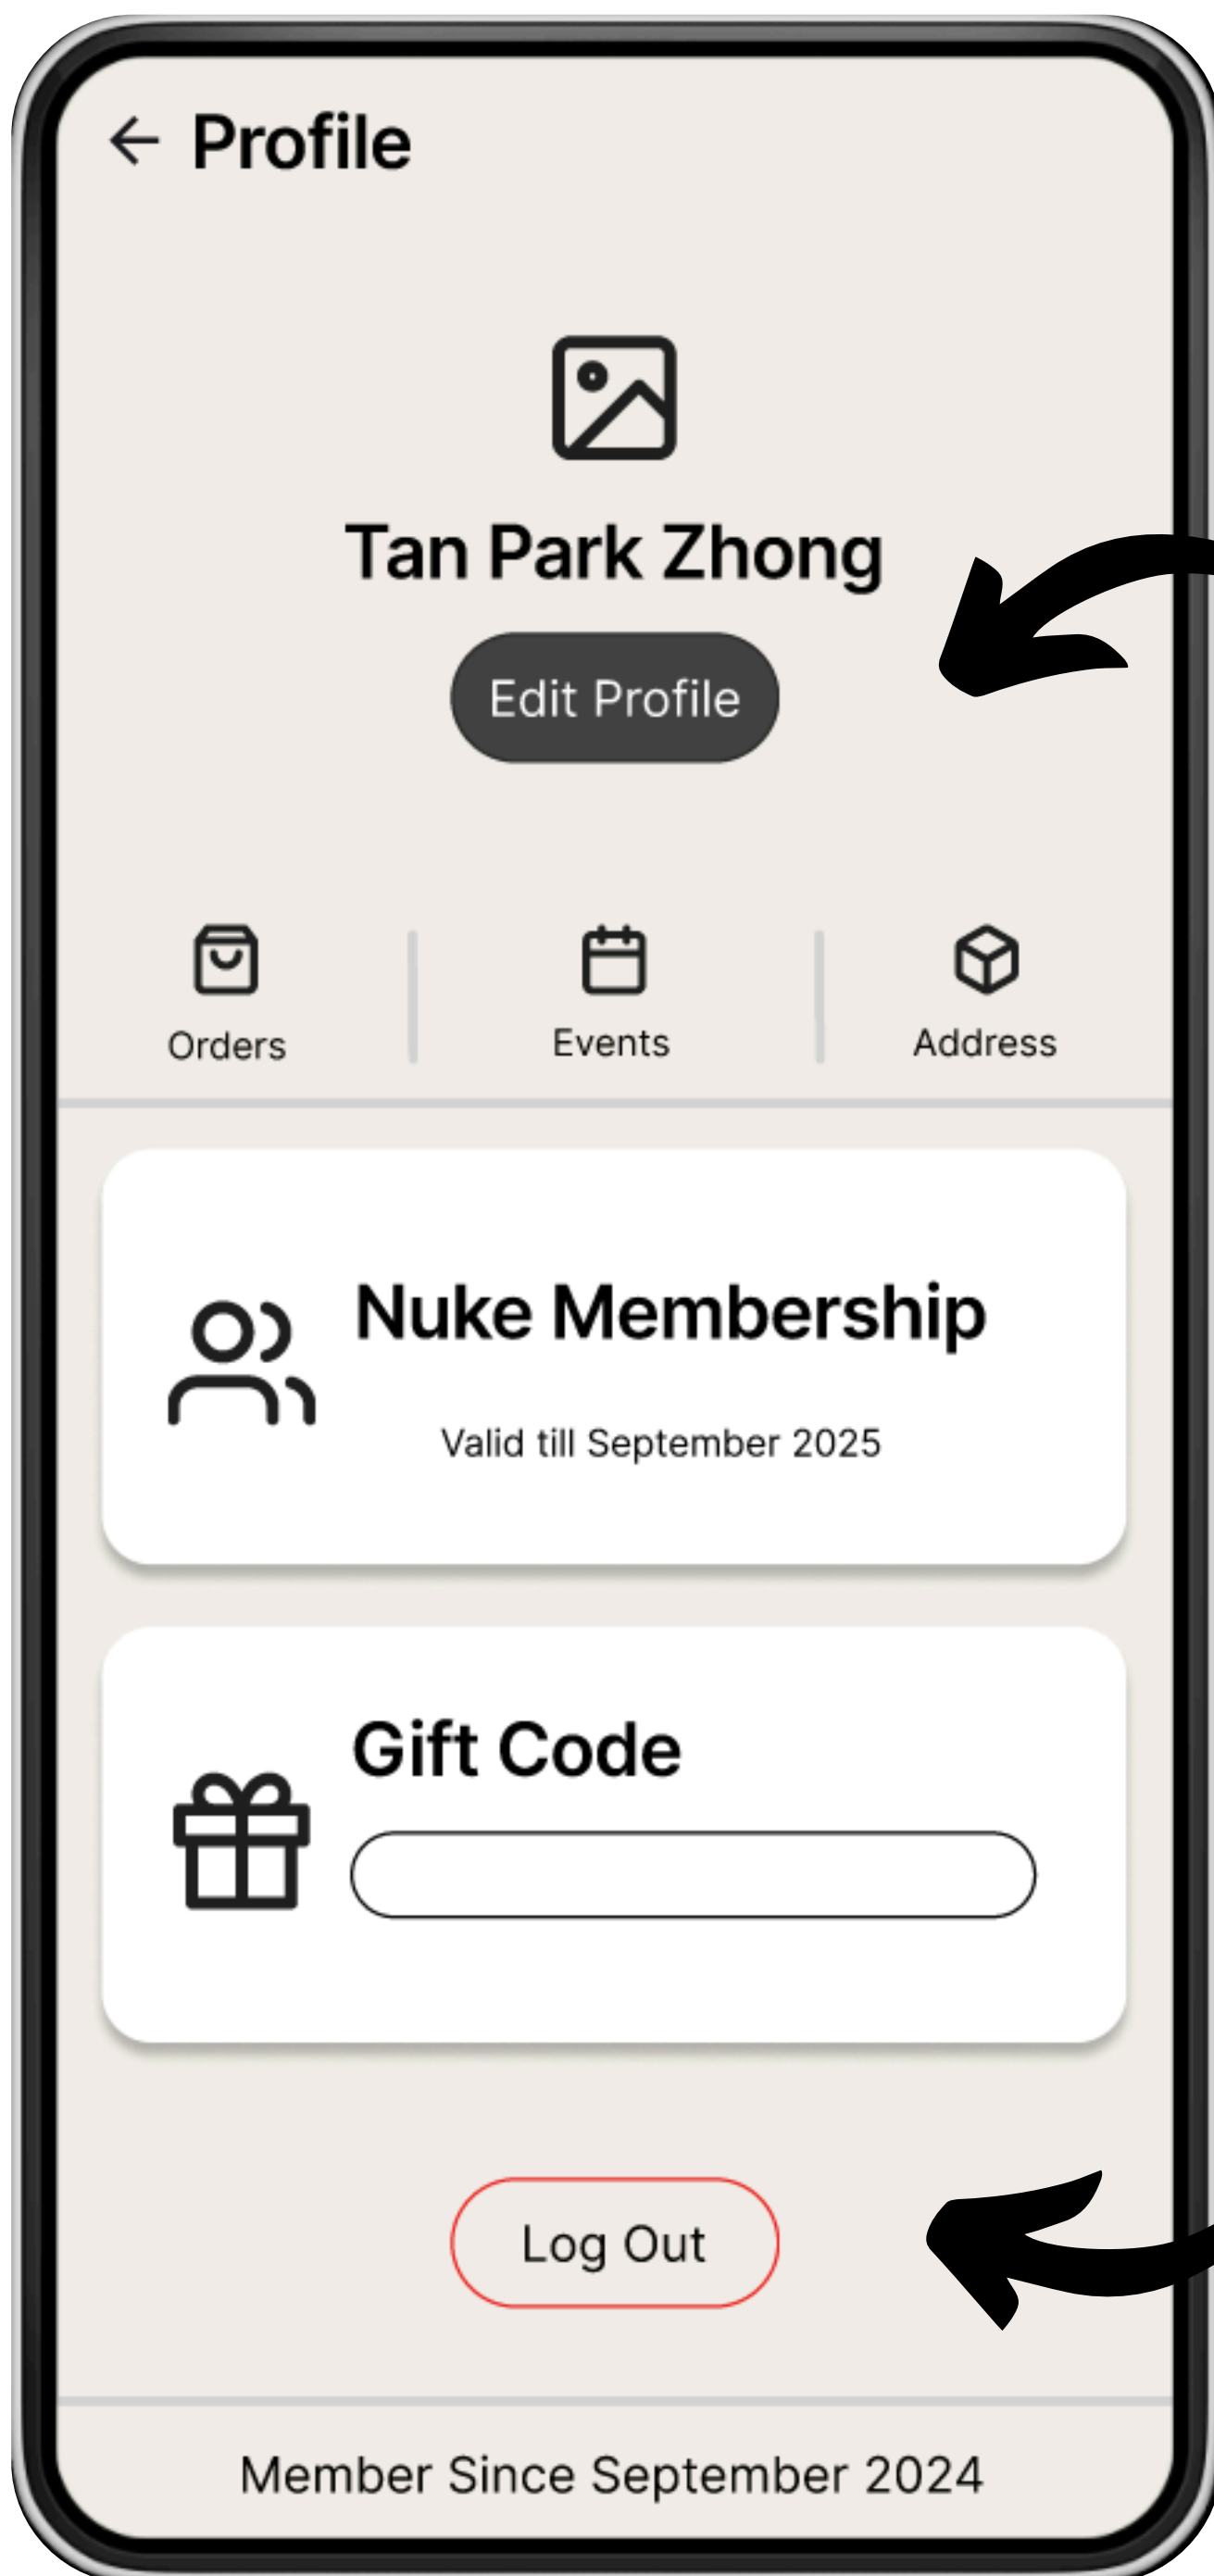 Profile
Tan Park Zhong
Edit Profile
Orders
Events
Address
Nuke Membership
Valid till September 2025
Gift Code
Log Out
Member Since September 2024